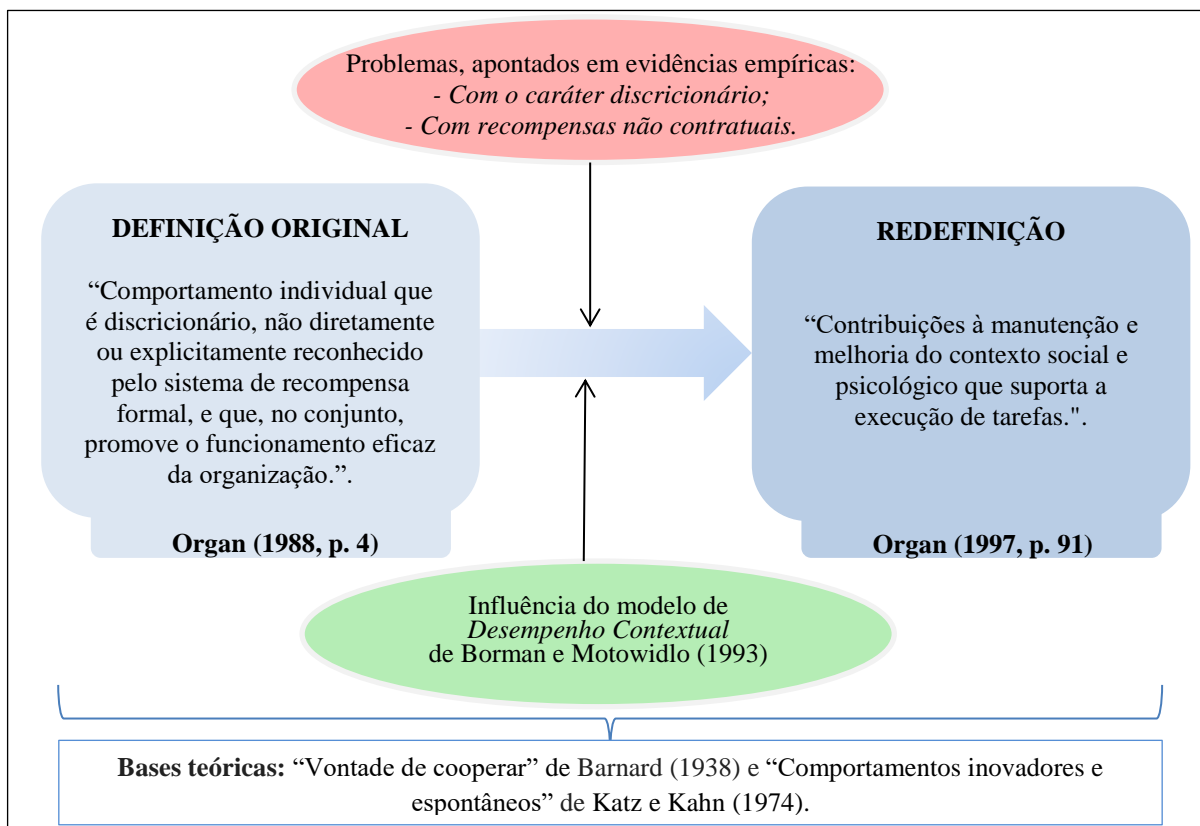 Problemas, apontados em evidências empíricas:
- Com o caráter discricionário;
- Com recompensas não contratuais.
DEFINIÇÃO ORIGINAL
“Comportamento individual que
é discricionário, não diretamente
ou explicitamente reconhecido
pelo sistema de recompensa
formal, e que, no conjunto,
promove o funcionamento eficaz
da organização.”.
Organ (1988, p. 4)
REDEFINIÇÃO
“Contribuições à manutenção e
melhoria do contexto social e
psicológico que suporta a
execução de tarefas.".
Organ (1997, p. 91)
Influência do modelo de
Desempenho Contextual
de Borman e Motowidlo (1993)
Bases teóricas: “Vontade de cooperar” de Barnard (1938) e “Comportamentos inovadores e
espontâneos” de Katz e Kahn (1974).